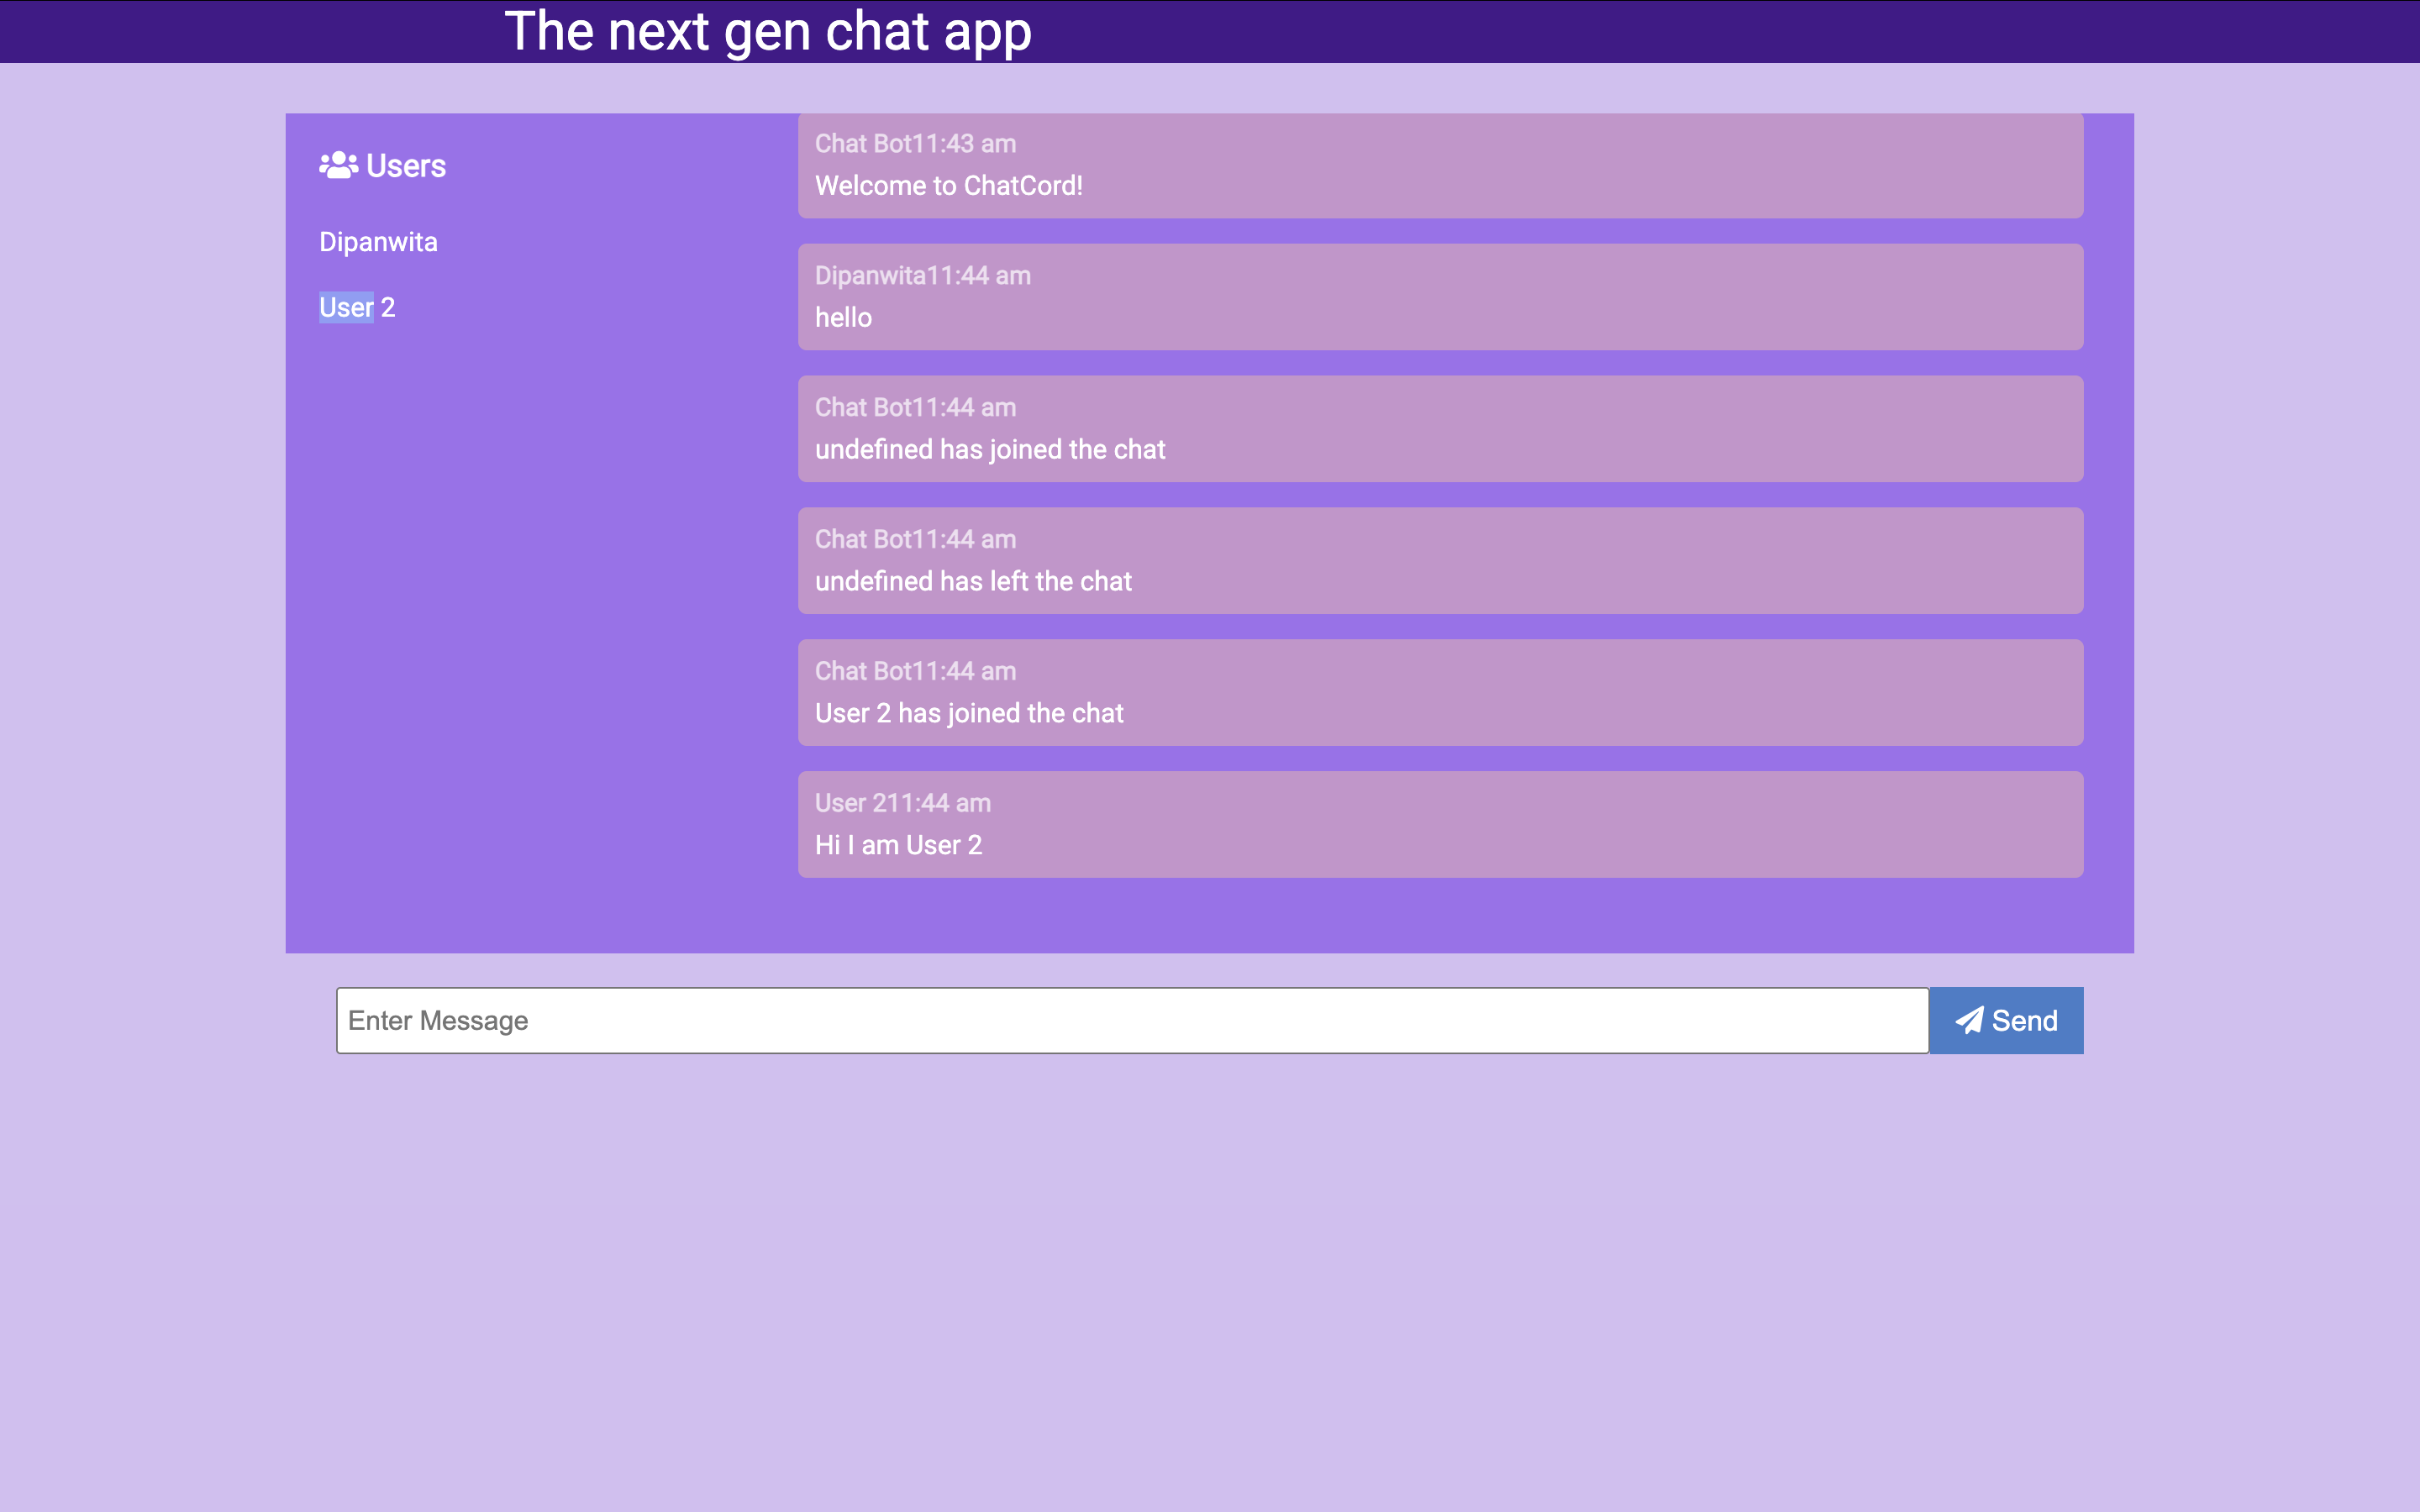 The next gen chat app
Users
Dipanwita
User 2
Chat Bot11:43 am
Welcome to ChatCord!
Dipanwita11:44 am
hello
Chat Bot11:44 am
undefined has joined the chat
Chat Bot11:44 am
undefined has left the chat
Chat Bot11:44 am
User 2 has joined the chat
User 211:44 am
Hi I am User 2
Enter Message
Send